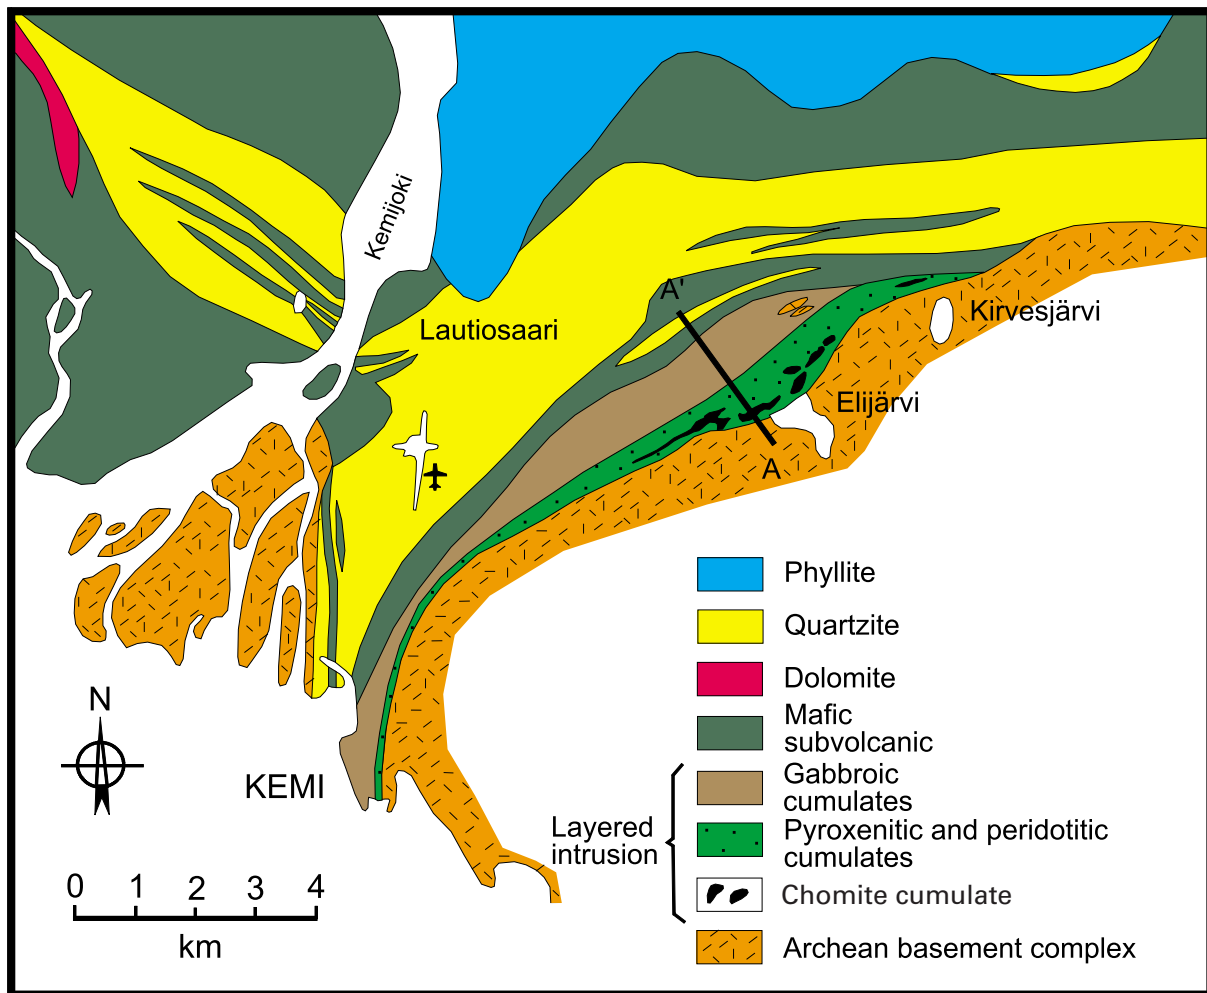 Kemijoki
A'
Lautiosaari
Kirvesjärvi
Elijärvi
A
Phyllite
Quartzite
Dolomite
N
Mafic
subvolcanic
KEMI
Gabbroic
cumulates
Layered
intrusion
Pyroxenitic and peridotitic
cumulates
0 1 2 3 4
km
Chomite cumulate
Archean basement complex